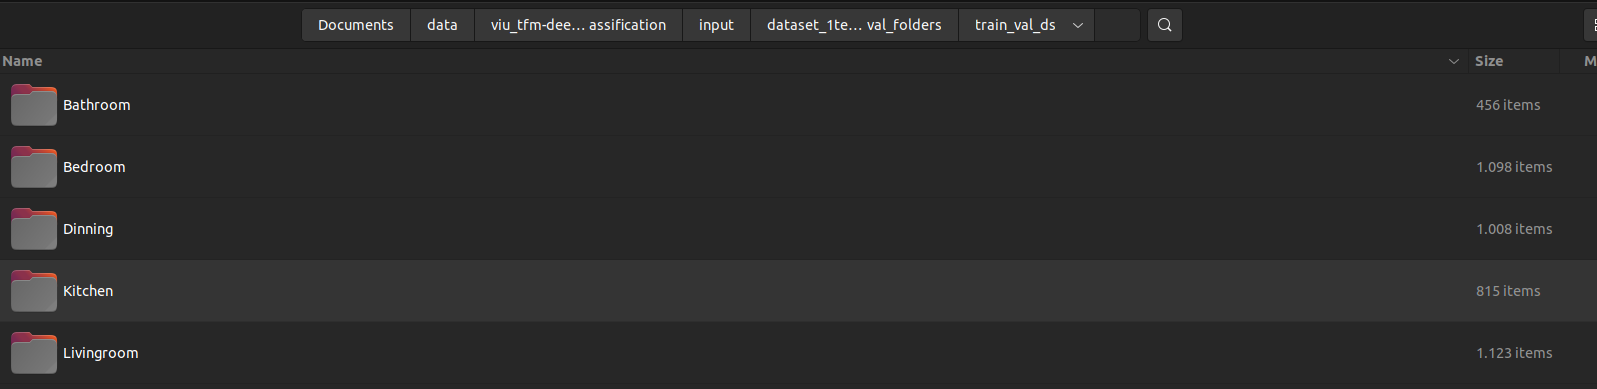 Documents data viu_tfm-dee… assification input dataset_1te… val_folders train_val_ds
Name Size M
Bathroom 456 items
Bedroom 1.098 items
Dinning 1.008 items
Kitchen 815 items
Livingroom 1.123 items